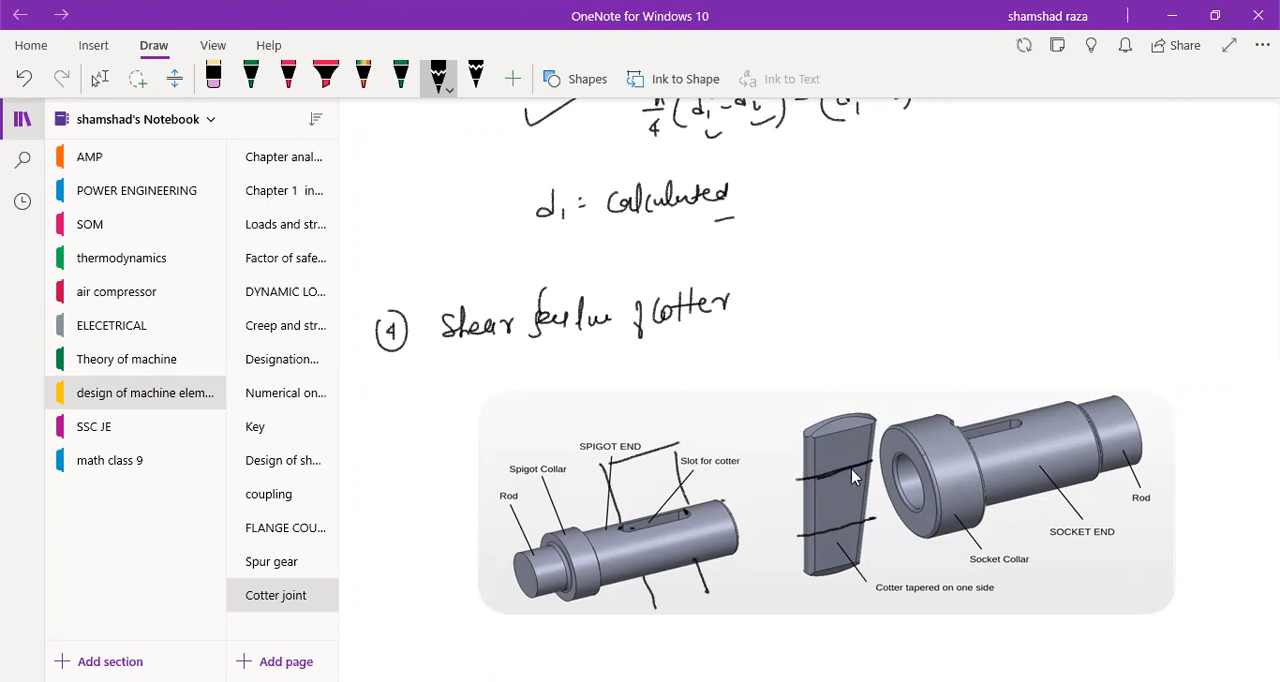 OneNote for Windows 10
shamshad raza
Home Insert Draw View Help
Share
Shapes
Ink to Shape
Ink to Text
shamshad's Notebook
AMP
POWER ENGINEERING
SOM
thermodynamics
air compressor
ELECETRICAL
Theory of machine
design of machine elem...
SSC JE
math class 9
Add section
Chapter anal...
Chapter 1 in...
Loads and str...
Factor of safe...
DYNAMIC LO...
Creep and str...
Designation...
Numerical on...
Key
Design of sh...
coupling
FLANGE COU...
Spur gear
Cotter joint
Add page
d₁ = Calculated
④ Shear failure of Cotter
SPIGOT END
Spigot Collar
Slot for cotter
Rod
Rod
SOCKET END
Socket Collar
Cotter tapered on one side